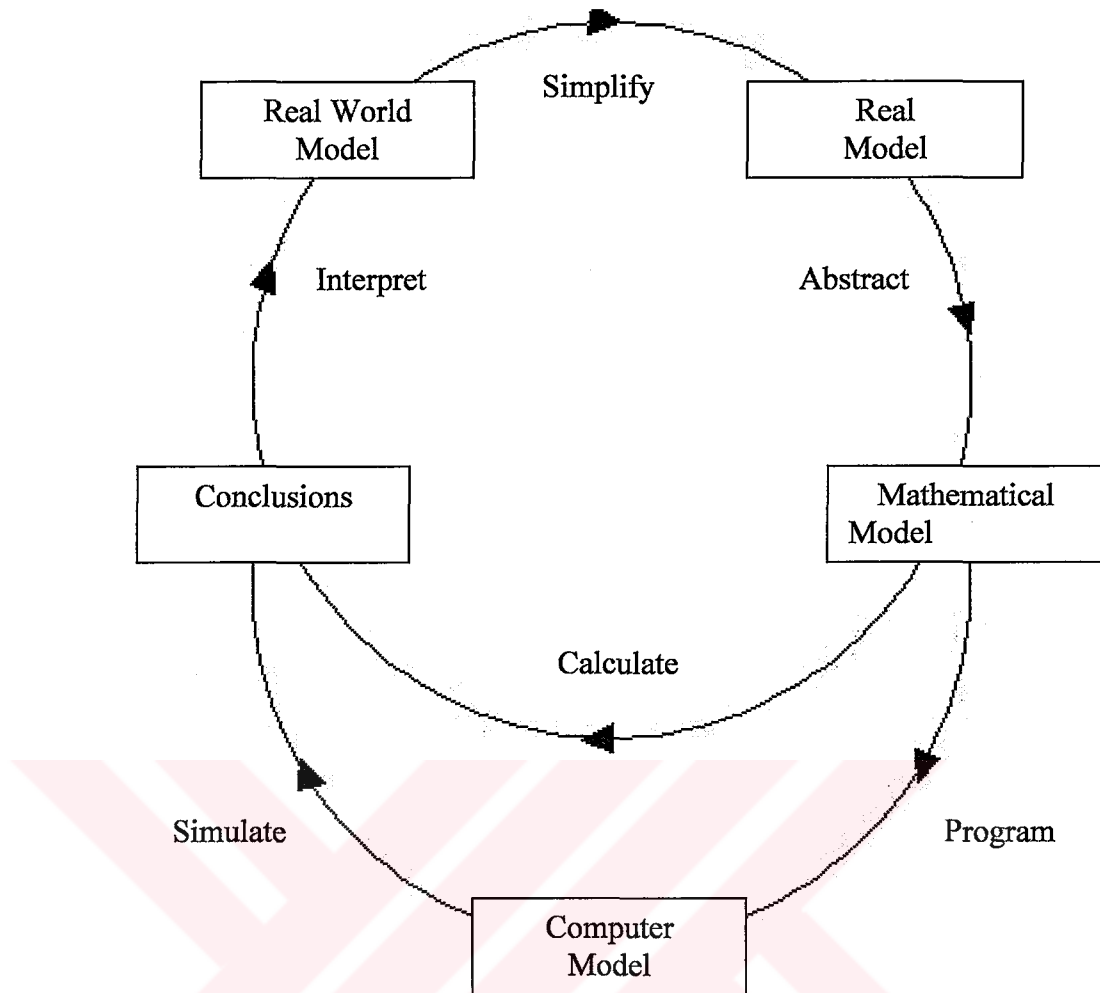 Simplify
Real World
Model
Real
Model
Interpret
Abstract
Conclusions
Mathematical
Model
Calculate
Simulate
Program
Computer
Model